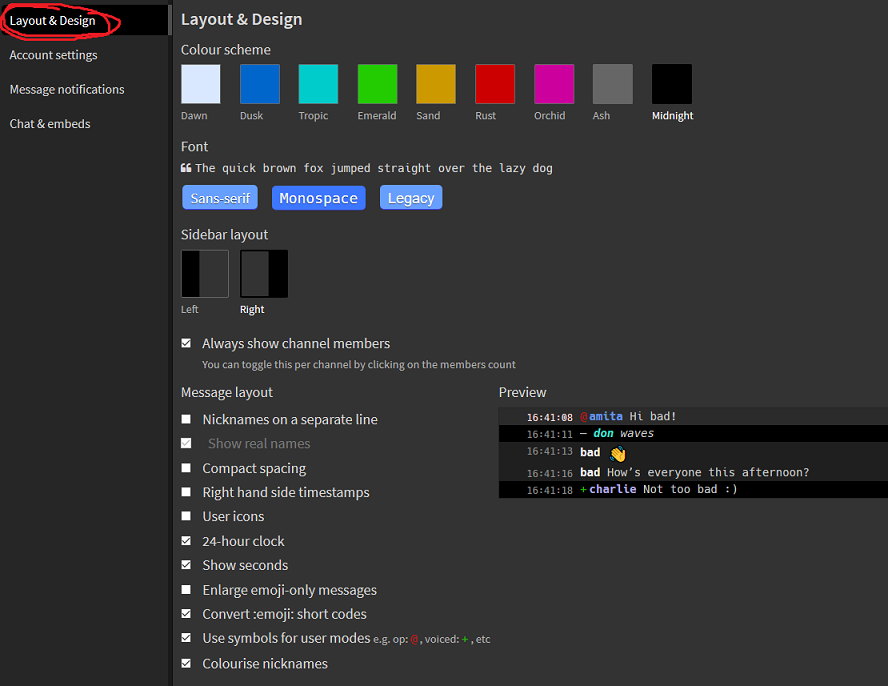 Layout & Design
Account settings
Message notifications
Chat & embeds
Layout & Design
Colour scheme
Dawn Dusk Tropic Emerald Sand Rust Orchid Ash Midnight
Font
❝ The quick brown fox jumped straight over the lazy dog
Sans-serif Monospace Legacy
Sidebar layout
Left Right
Always show channel members
You can toggle this per channel by clicking on the members count
Message layout
Nicknames on a separate line
Show real names
Compact spacing
Right hand side timestamps
User icons
24-hour clock
Show seconds
Enlarge emoji-only messages
Convert :emoji: short codes
Use symbols for user modes e.g. op: @, voiced: +, etc
Colourise nicknames
Preview
16:41:08 @amita Hi bad!
16:41:11 — don waves
16:41:13 bad 👋
16:41:16 bad How's everyone this afternoon?
16:41:18 +charlie Not too bad :)